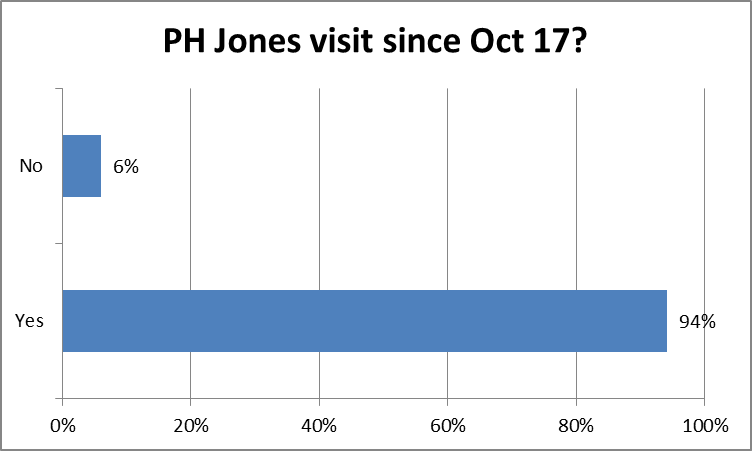 PH Jones visit since Oct 17?
No
6%
Yes
94%
0% 20% 40% 60% 80% 100%